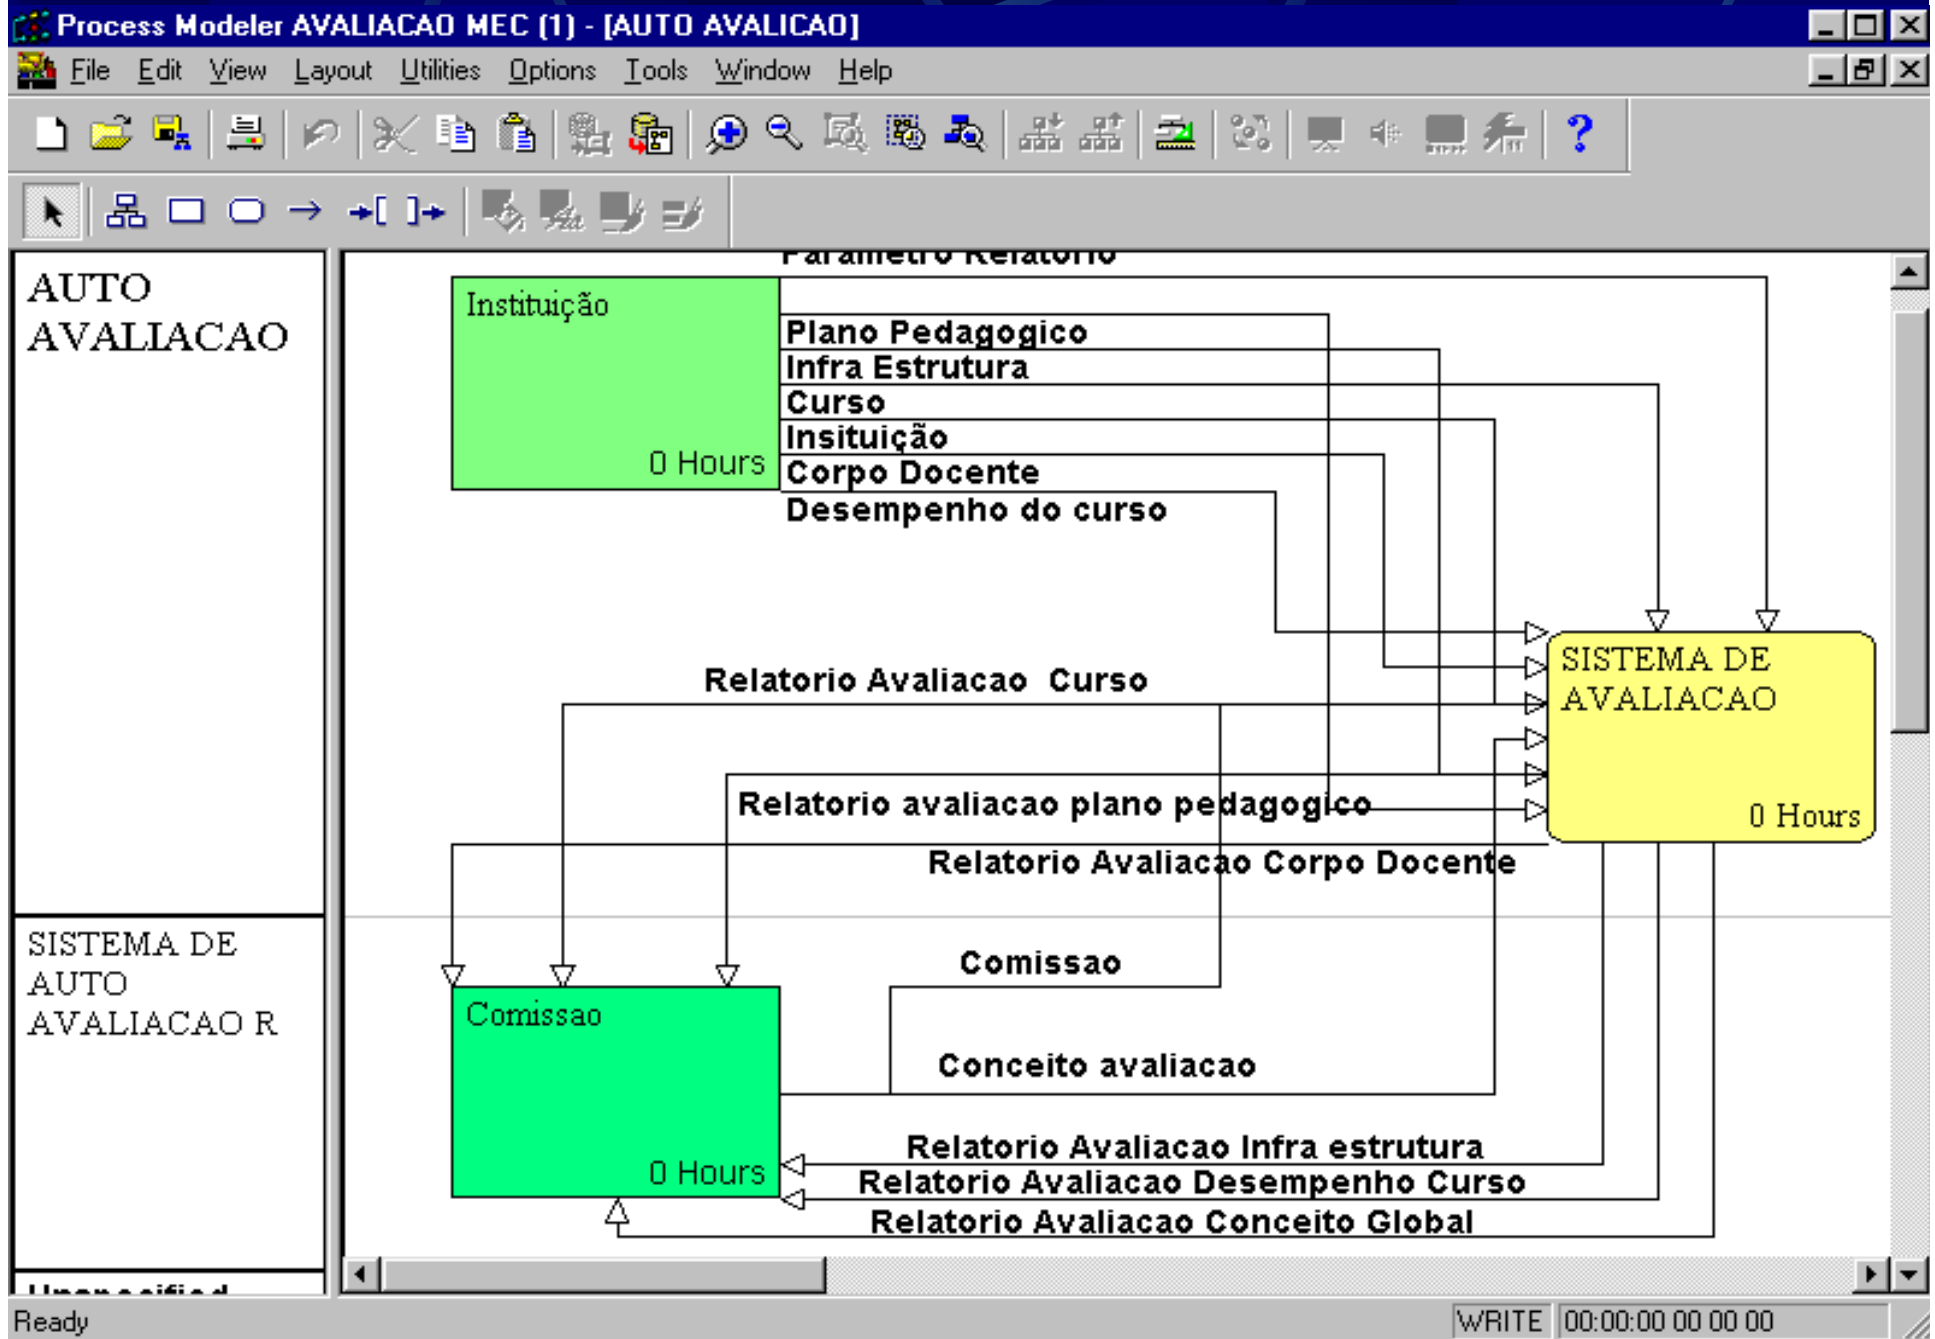 Process Modeler AVALIACAO MEC (1) - [AUTO AVALICAO]
File Edit View Layout Utilities Options Tools Window Help
AUTO
AVALIACAO
Parametro Relatorio
Instituição
Plano Pedagogico
Infra Estrutura
Curso
Insituição
0 Hours
Corpo Docente
Desempenho do curso
SISTEMA DE
AVALIACAO
0 Hours
Relatorio Avaliacao Curso
Relatorio avaliacao plano pedagogico
Relatorio Avaliacao Corpo Docente
SISTEMA DE
AUTO
AVALIACAO R
Comissao
Comissao
Conceito avaliacao
0 Hours
Relatorio Avaliacao Infra estrutura
Relatorio Avaliacao Desempenho Curso
Relatorio Avaliacao Conceito Global
Unspecified
Ready
WRITE 00:00:00 00 00 00